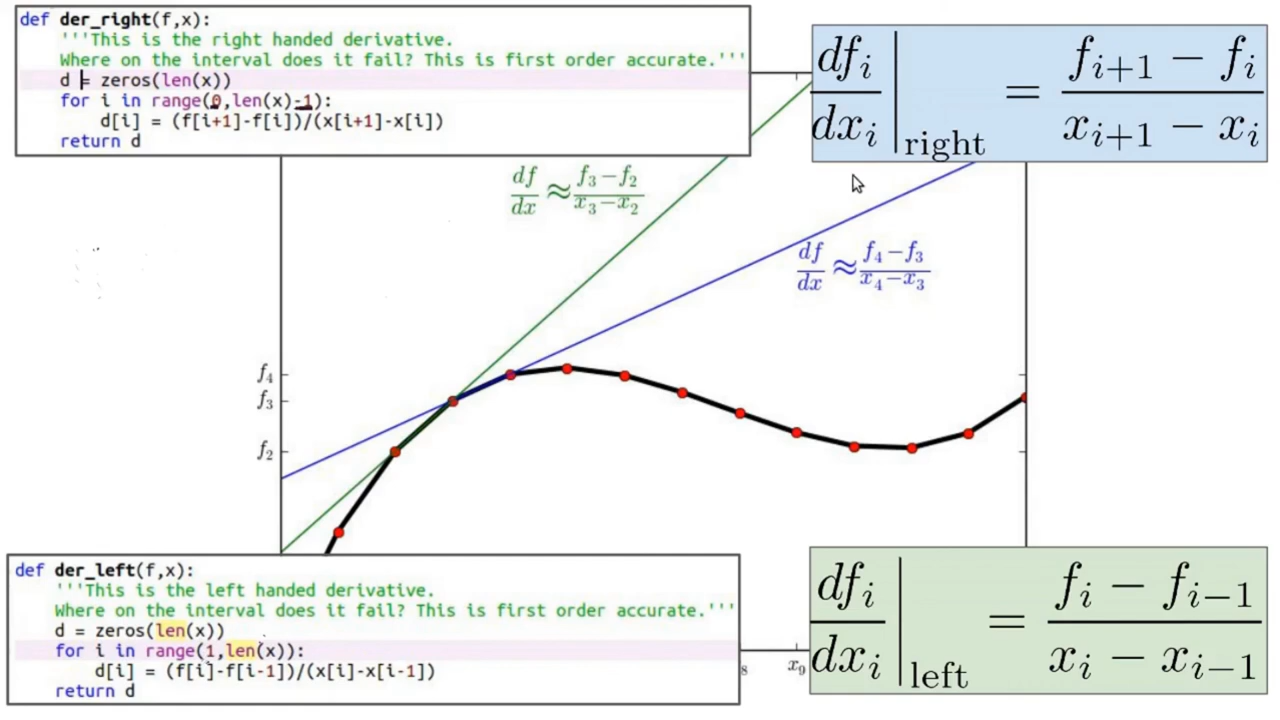 def der_right(f,x):
'''This is the right handed derivative.
Where on the interval does it fail? This is first order accurate.'''
d = zeros(len(x))
for i in range(0,len(x)-1):
d[i] = (f[i+1]-f[i])/(x[i+1]-x[i])
return d
df_i/dx_i|_right = (f_{i+1} − f_i)/(x_{i+1} − x_i)
df/dx ≈ (f_3−f_2)/(x_3−x_2)
df/dx ≈ (f_4−f_3)/(x_4−x_3)
f_4
f_3
f_2
def der_left(f,x):
'''This is the left handed derivative.
Where on the interval does it fail? This is first order accurate.'''
d = zeros(len(x))
for i in range(1,len(x)):
d[i] = (f[i]-f[i-1])/(x[i]-x[i-1])
return d
8
x_9
df_i/dx_i|_left = (f_i − f_{i−1})/(x_i − x_{i−1})